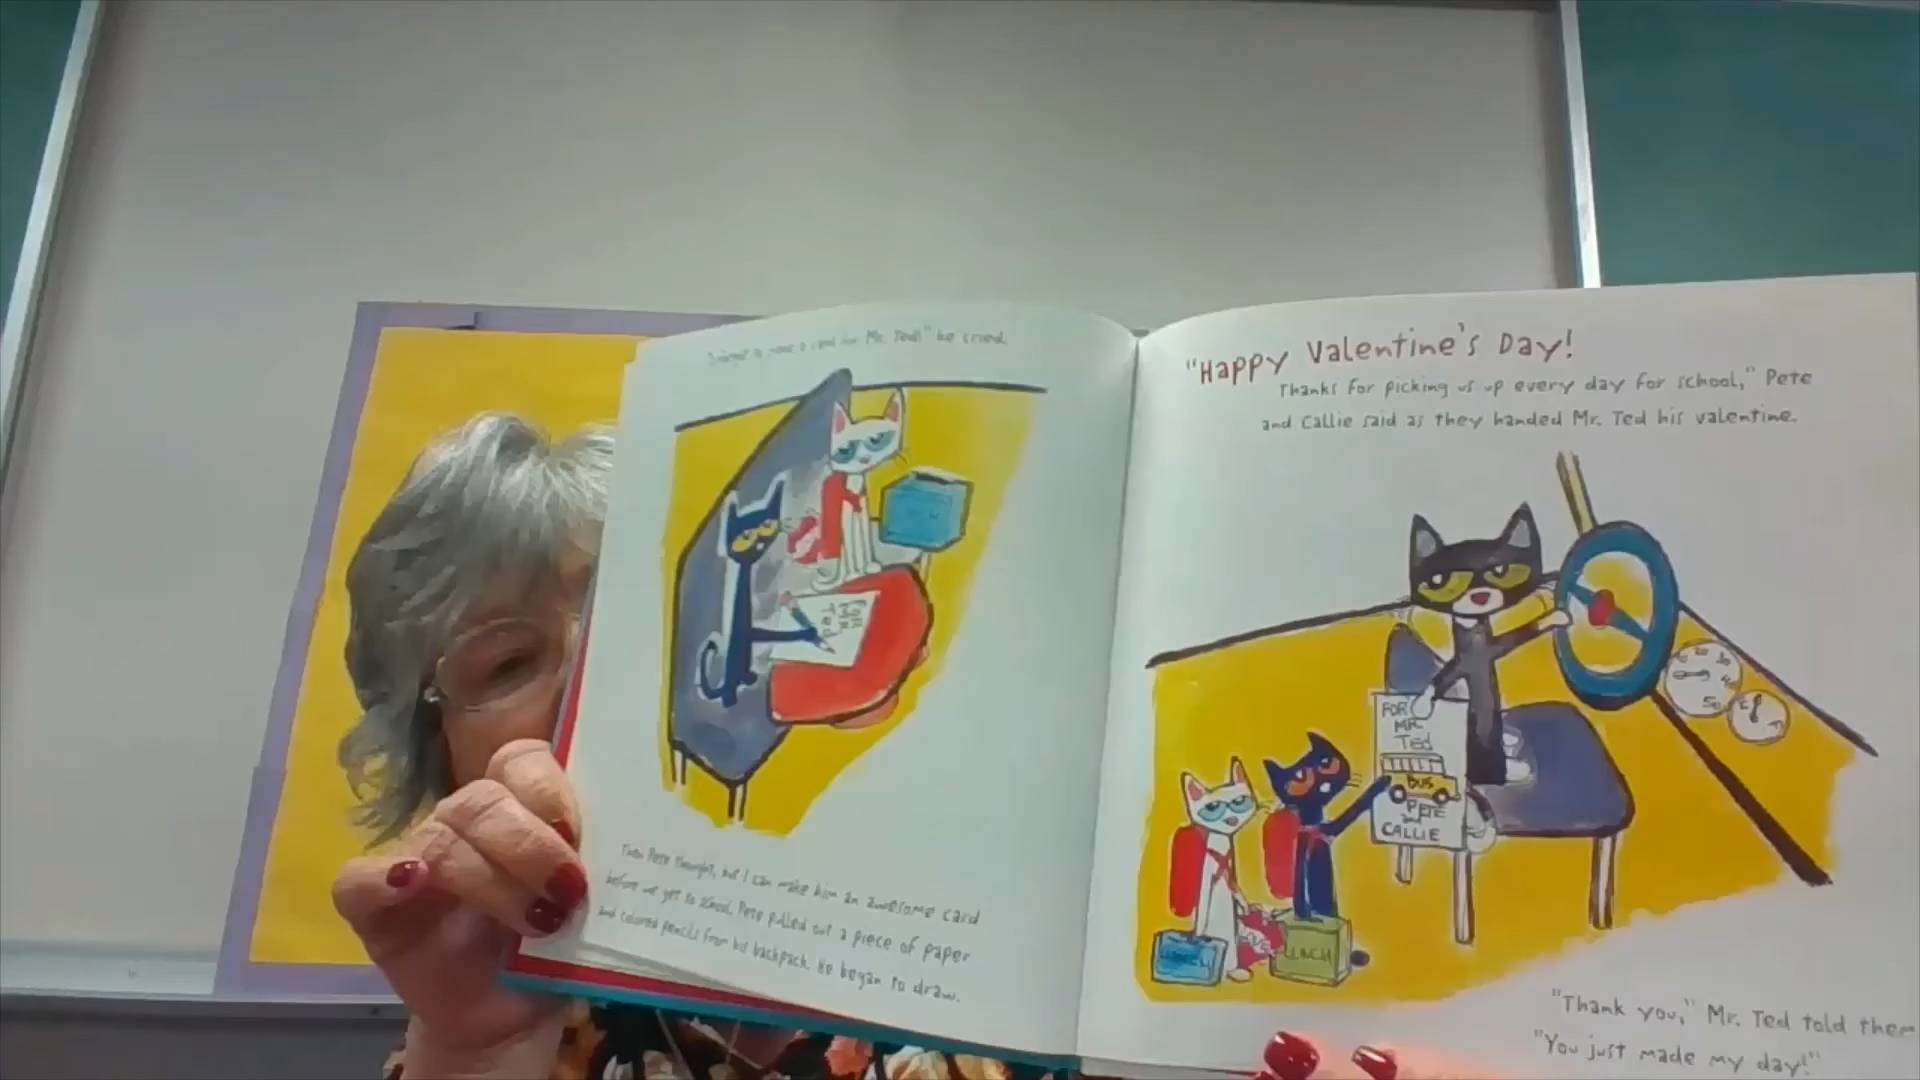 I forgot to make a card for Mr. Ted!" he cried.
Then Pete thought, but I can make him an awesome card
before we get to school. Pete pulled out a piece of paper
and colored pencils from his backpack. He began to draw.
"Happy Valentine's Day!
Thanks for picking us up every day for school," Pete
and Callie said as they handed Mr. Ted his valentine.
FOR
MR.
Ted
BUS
PETE
and
CALLIE
LUNCH
LUNCH
"Thank you," Mr. Ted told them
"You just made my day!"